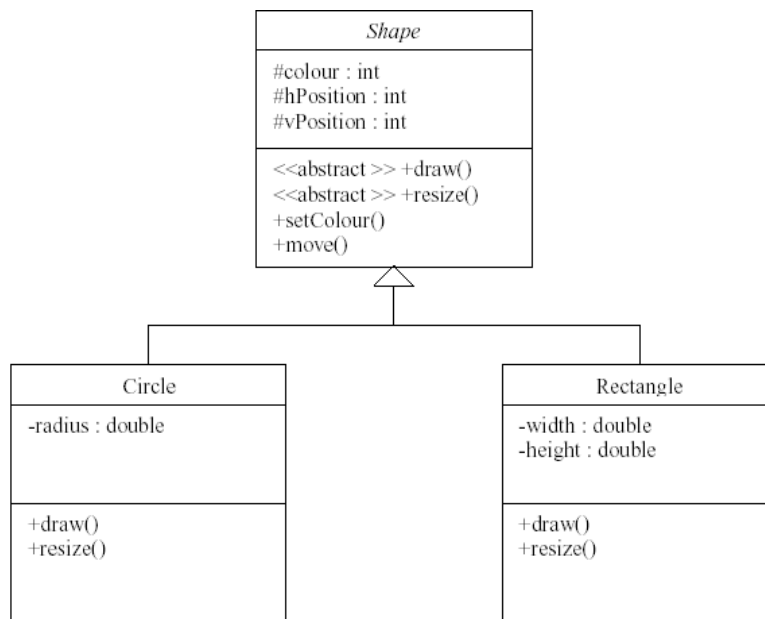 Shape
#colour : int
#hPosition : int
#vPosition : int
<<abstract >> +draw()
<<abstract >> +resize()
+setColour()
+move()
Circle
-radius : double
+draw()
+resize()
Rectangle
-width : double
-height : double
+draw()
+resize()